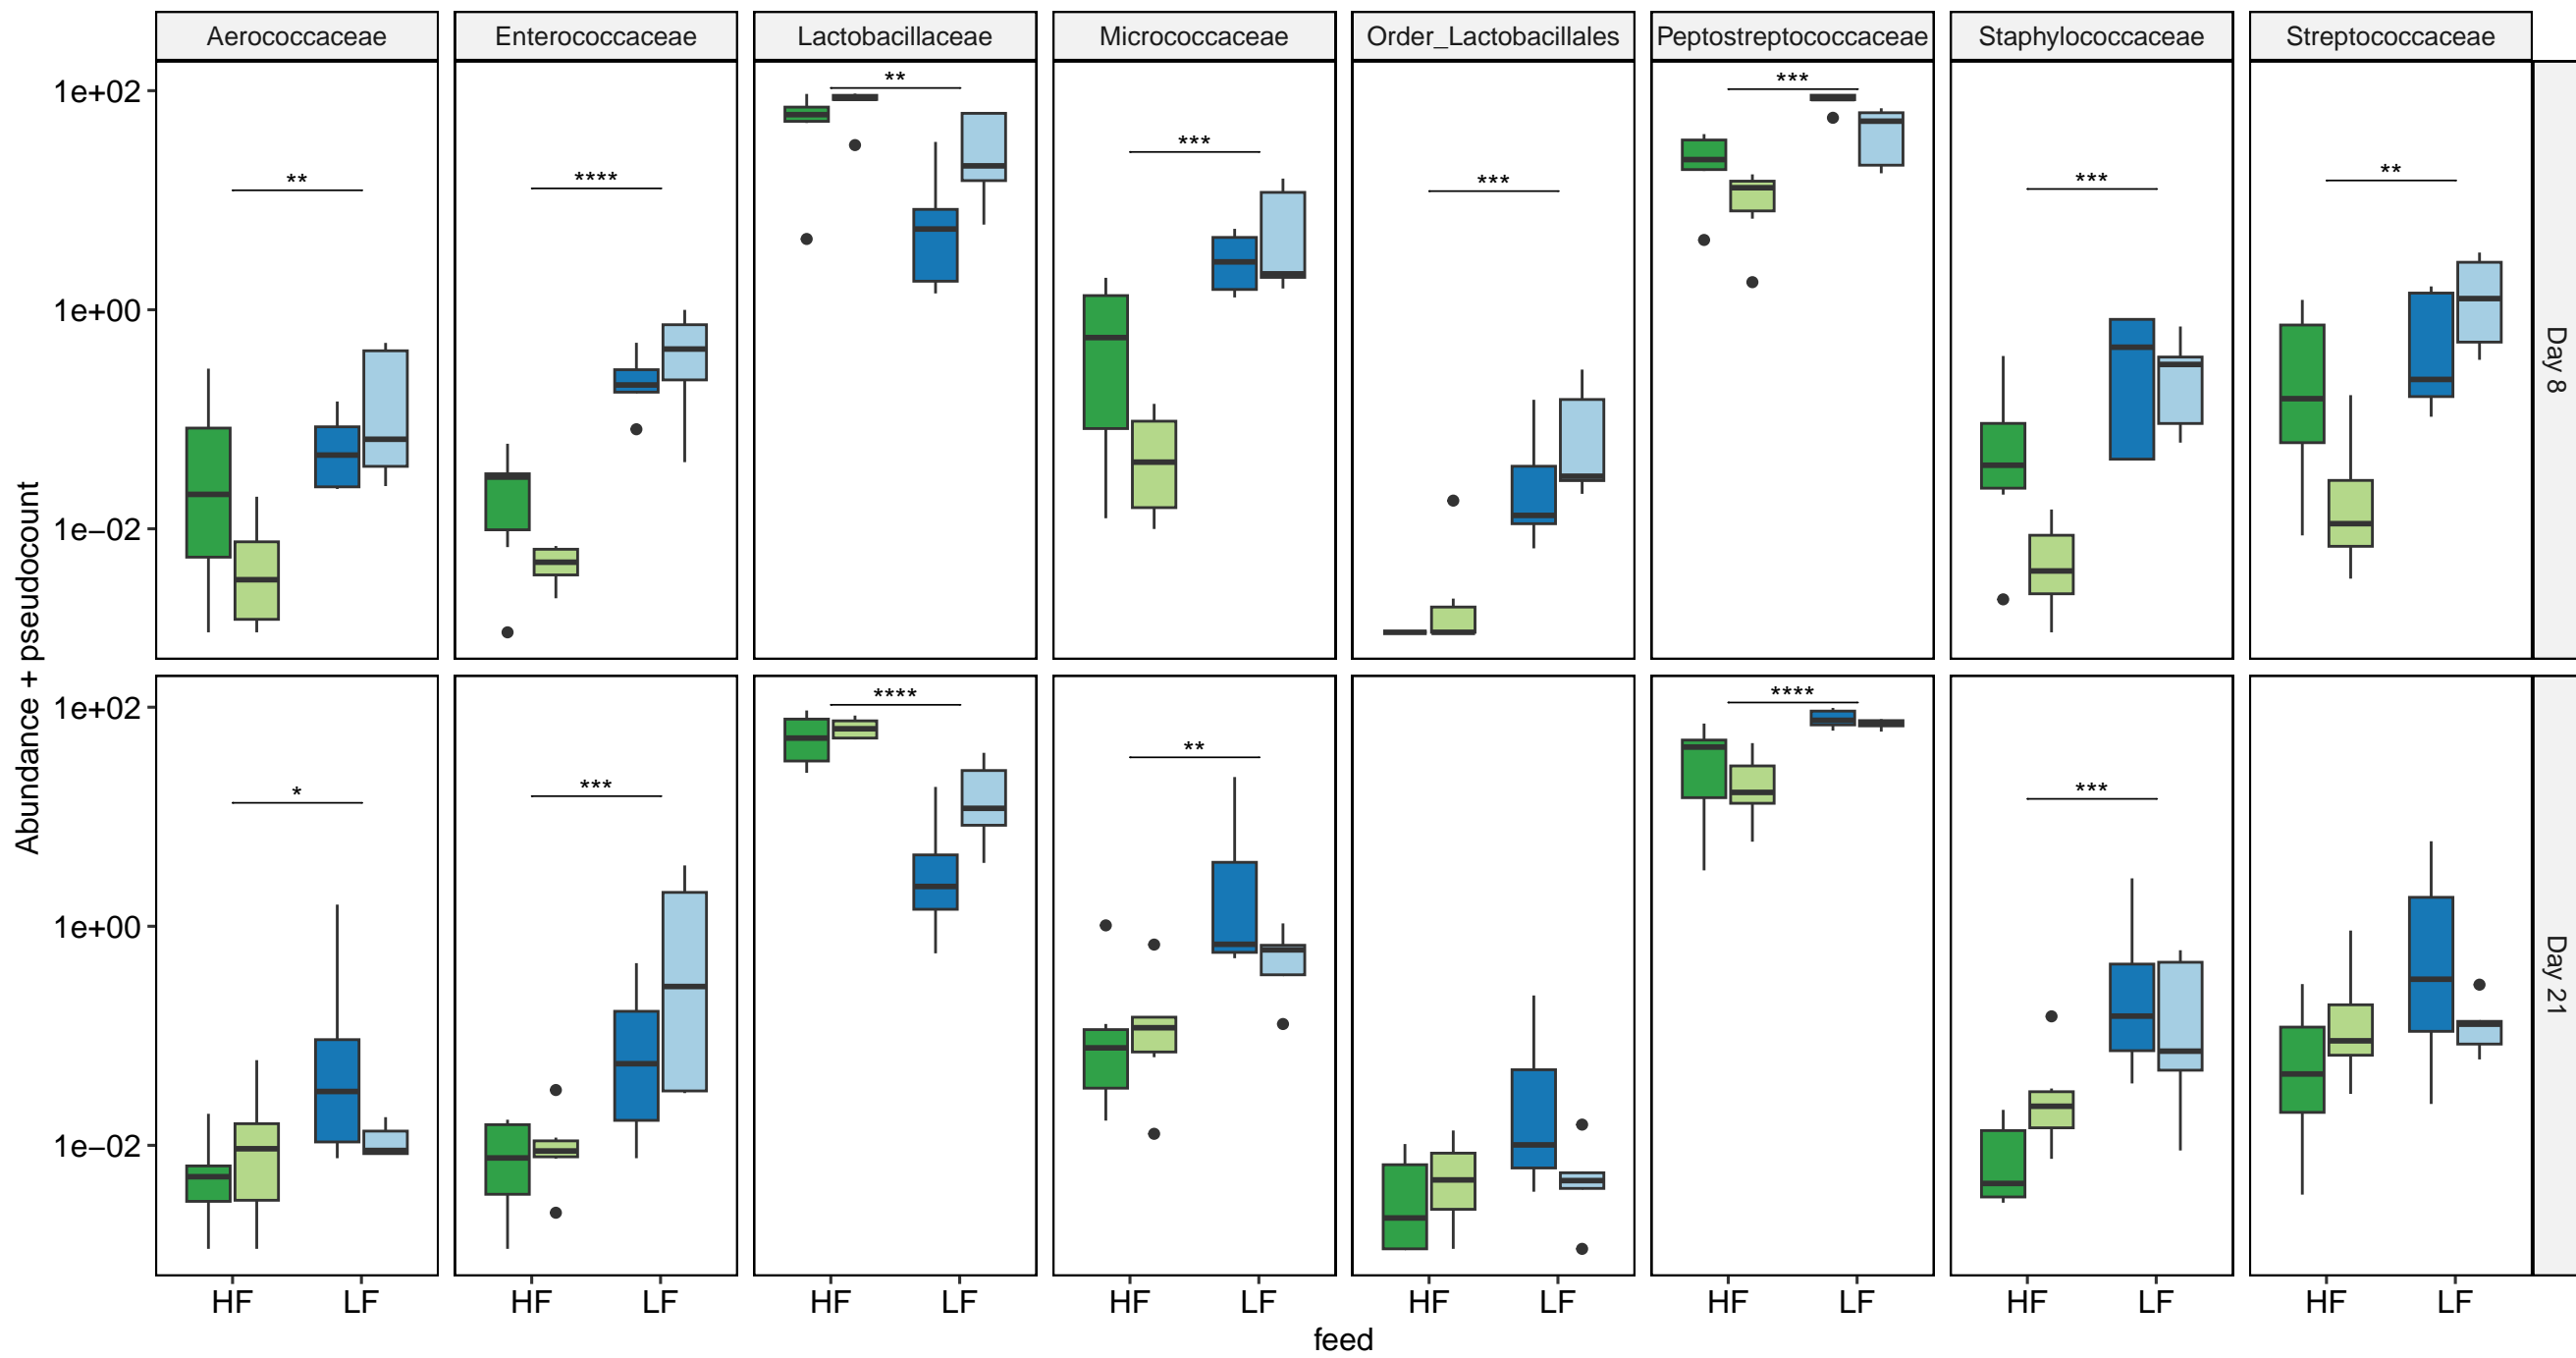 Aerococcaceae Enterococcaceae Lactobacillaceae Micrococcaceae Order_Lactobacillales Peptostreptococcaceae Staphylococcaceae Streptococcaceae
Abundance + pseudocount
1e+02
1e+00
1e−02
** **** ** *** *** *** *** **
Day 8
1e+02
1e+00
1e−02
* *** **** ** **** ***
Day 21
HF LF HF LF HF LF HF LF HF LF HF LF HF LF HF LF
feed